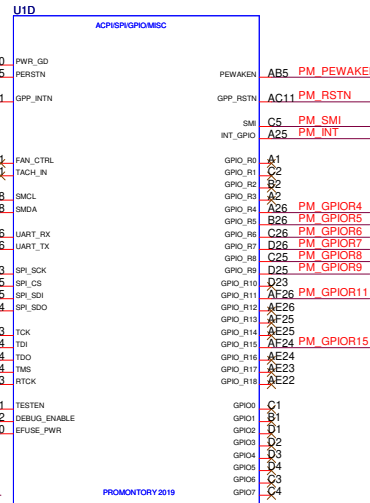 U1D
ACPI/SPI/GPIO/MISC
PWR_GD
PERSTN PEWAKEN AB5 PM_PEWAKEN
GPP_INTN GPP_RSTN AC11 PM_RSTN
SMI C5 PM_SMI
INT_GPIO A25 PM_INT
FAN_CTRL GPIO_R0 A1
TACH_IN GPIO_R1 C2
GPIO_R2 B2
SMCL GPIO_R3 A2
SMDA GPIO_R4 A26 PM_GPIOR4
GPIO_R5 B26 PM_GPIOR5
UART_RX GPIO_R6 C26 PM_GPIOR6
UART_TX GPIO_R7 D26 PM_GPIOR7
GPIO_R8 C25 PM_GPIOR8
SPI_SCK GPIO_R9 D25 PM_GPIOR9
SPI_CS GPIO_R10 D23
SPI_SDI GPIO_R11 AF26 PM_GPIOR11
SPI_SDO GPIO_R12 AE26
GPIO_R13 AF25
TCK GPIO_R14 AE25
TDI GPIO_R15 AF24 PM_GPIOR15
TDO GPIO_R16 AE24
TMS GPIO_R17 AE23
RTCK GPIO_R18 AE22
TESTEN GPIO0 C1
DEBUG_ENABLE GPIO1 B1
EFUSE_PWR GPIO2 D1
GPIO3 D2
GPIO4 D3
GPIO5 D4
GPIO6 C3
PROMONTORY 2019 GPIO7 C4